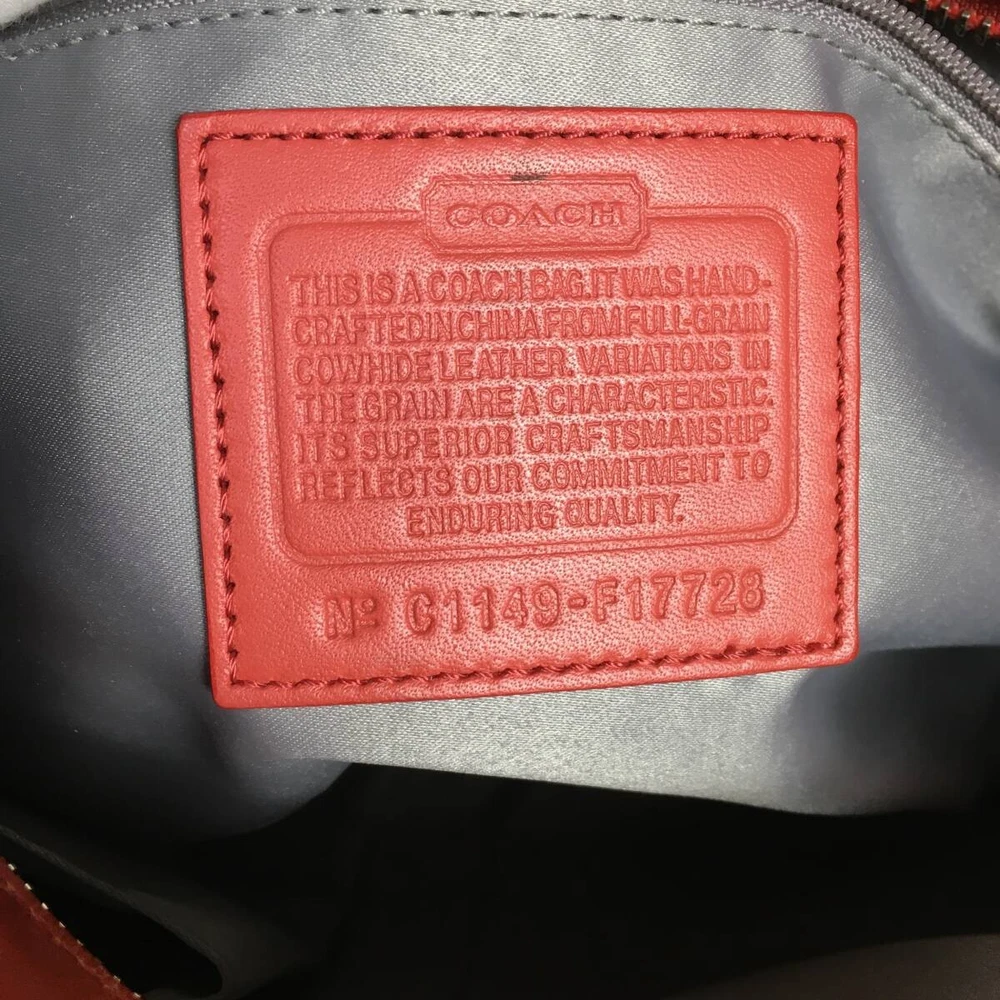 COACH
THIS IS A COACH BAG. IT WAS HAND-
CRAFTED IN CHINA FROM FULL-GRAIN
COWHIDE LEATHER. VARIATIONS IN
THE GRAIN ARE A CHARACTERISTIC.
ITS SUPERIOR CRAFTSMANSHIP
REFLECTS OUR COMMITMENT TO
ENDURING QUALITY.
Nº C1149-F17728